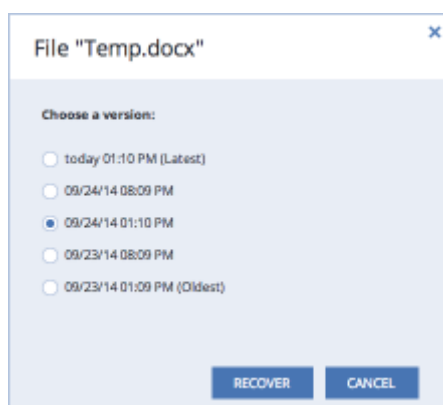 File "Temp.docx"
Choose a version:
today 01:10 PM (Latest)
09/24/14 08:09 PM
09/24/14 01:10 PM
09/23/14 08:09 PM
09/23/14 01:09 PM (Oldest)
RECOVER CANCEL